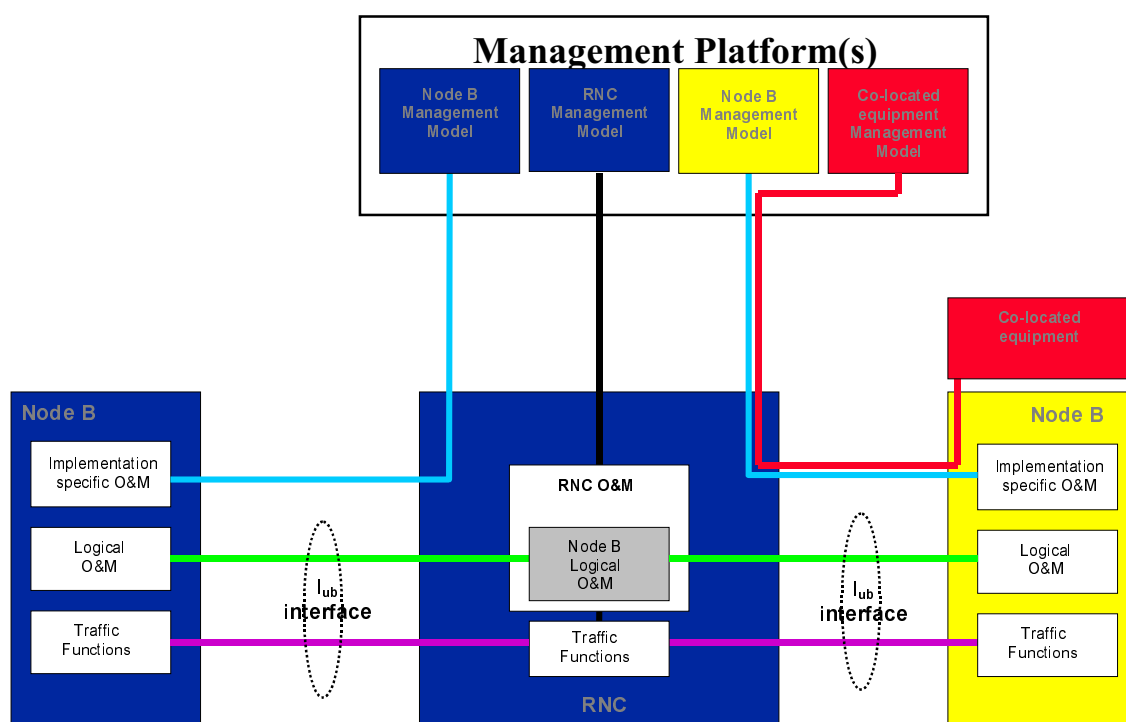 Management Platform(s)
Node B
Management
Model
RNC
Management
Model
Node B
Management
Model
Co-located
equipment
Management
Model
Co-located
equipment
Node B
Implementation
specific O&M
Logical
O&M
Traffic
Functions
Iub
interface
RNC O&M
Node B
Logical
O&M
Traffic
Functions
RNC
Iub
interface
Node B
Implementation
specific O&M
Logical
O&M
Traffic
Functions